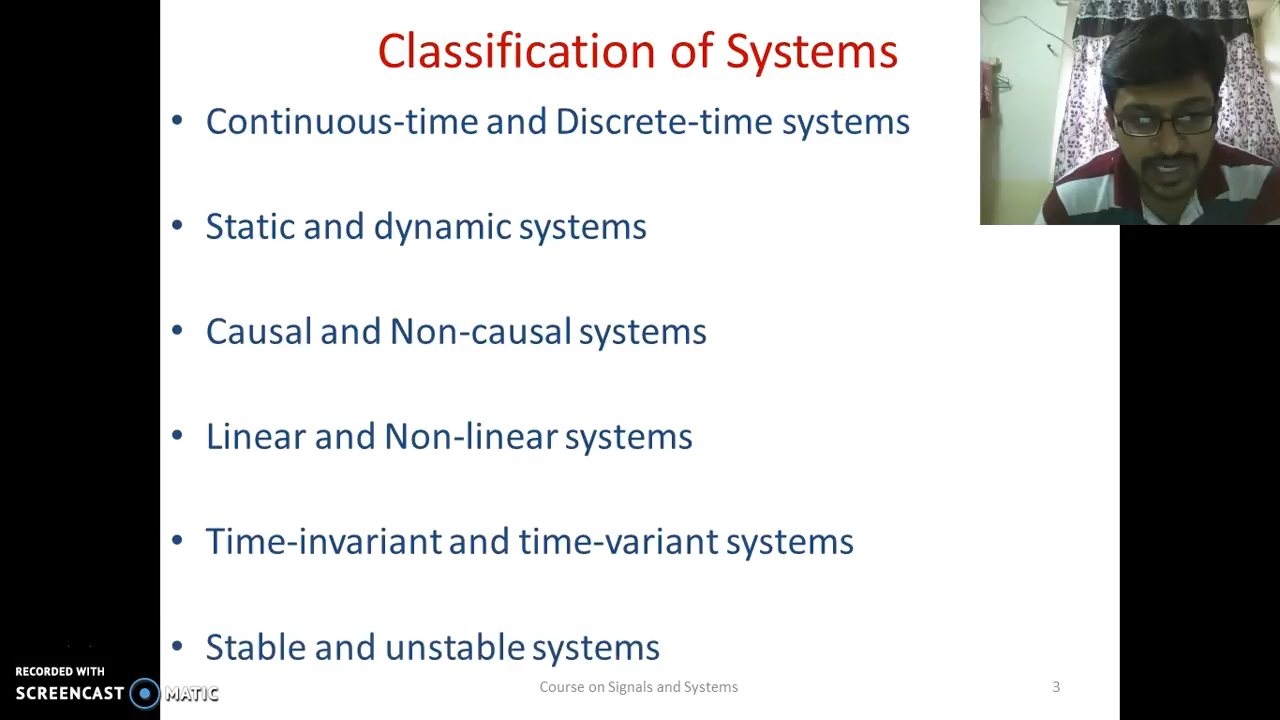 Classification of Systems
• Continuous-time and Discrete-time systems
• Static and dynamic systems
• Causal and Non-causal systems
• Linear and Non-linear systems
• Time-invariant and time-variant systems
• Stable and unstable systems
RECORDED WITH
SCREENCAST MATIC
Course on Signals and Systems
3